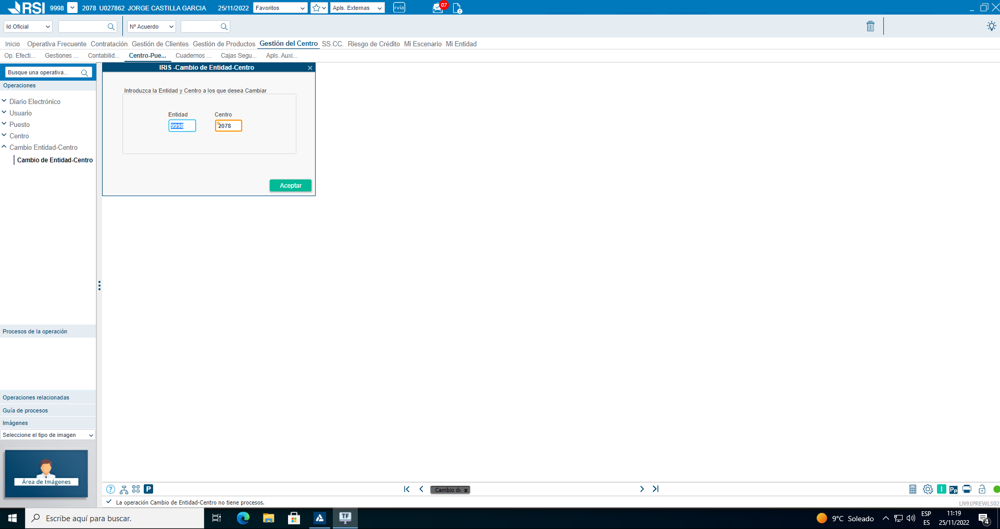 RSI 9998 2078 U027862 JORGE CASTILLA GARCIA 25/11/2022 Favoritos Apls. Externas rvía 07
Id.Oficial Nº Acuerdo
Inicio Operativa Frecuente Contratación Gestión de Clientes Gestión de Productos Gestión del Centro SS.CC. Riesgo de Crédito Mi Escenario Mi Entidad
Op. Efecti... Gestiones ... Contabilid... Centro-Pue... Cuadernos ... Cajas Segu... Apls. Auxi...
IRIS -Cambio de Entidad-Centro
Busque una operativa...
Operaciones
Diario Electrónico
Usuario
Puesto
Centro
Cambio Entidad-Centro
Cambio de Entidad-Centro
Introduzca la Entidad y Centro a los que desea Cambiar
Entidad Centro
9998 *2078
Aceptar
Procesos de la operación
Operaciones relacionadas
Guía de procesos
Imágenes
Seleccione el tipo de imagen
Área de Imágenes
? P Cambio de x I Pp
La operación Cambio de Entidad-Centro no tiene procesos.
LN91PREWLS02
Escribe aquí para buscar. TF 9°C Soleado ESP 11:19
ES 25/11/2022 4